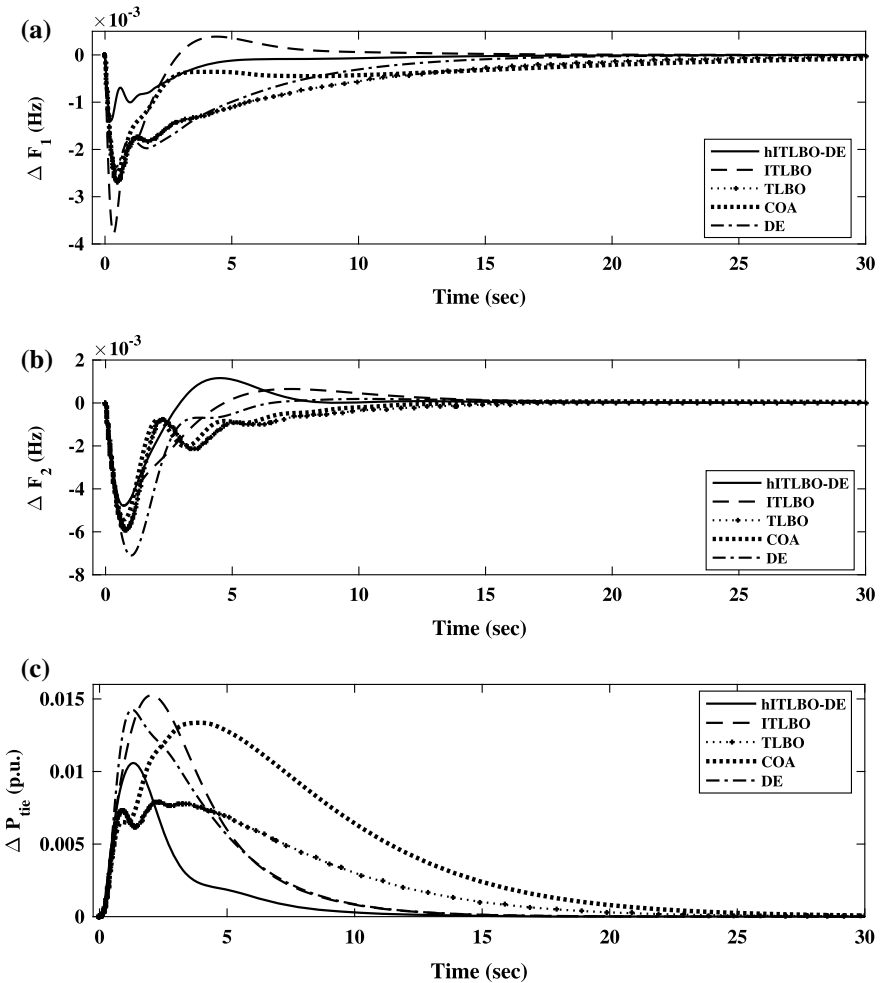 (a)
×10⁻³
0
-1
-2
-3
-4
Δ F₁ (Hz)
hITLBO-DE
ITLBO
TLBO
COA
DE
0 5 10 15 20 25 30
Time (sec)
(b)
×10⁻³
2
0
-2
-4
-6
-8
Δ F₂ (Hz)
hITLBO-DE
ITLBO
TLBO
COA
DE
0 5 10 15 20 25 30
Time (sec)
(c)
0.015
0.01
0.005
0
Δ P_tie (p.u.)
hITLBO-DE
ITLBO
TLBO
COA
DE
0 5 10 15 20 25 30
Time (sec)